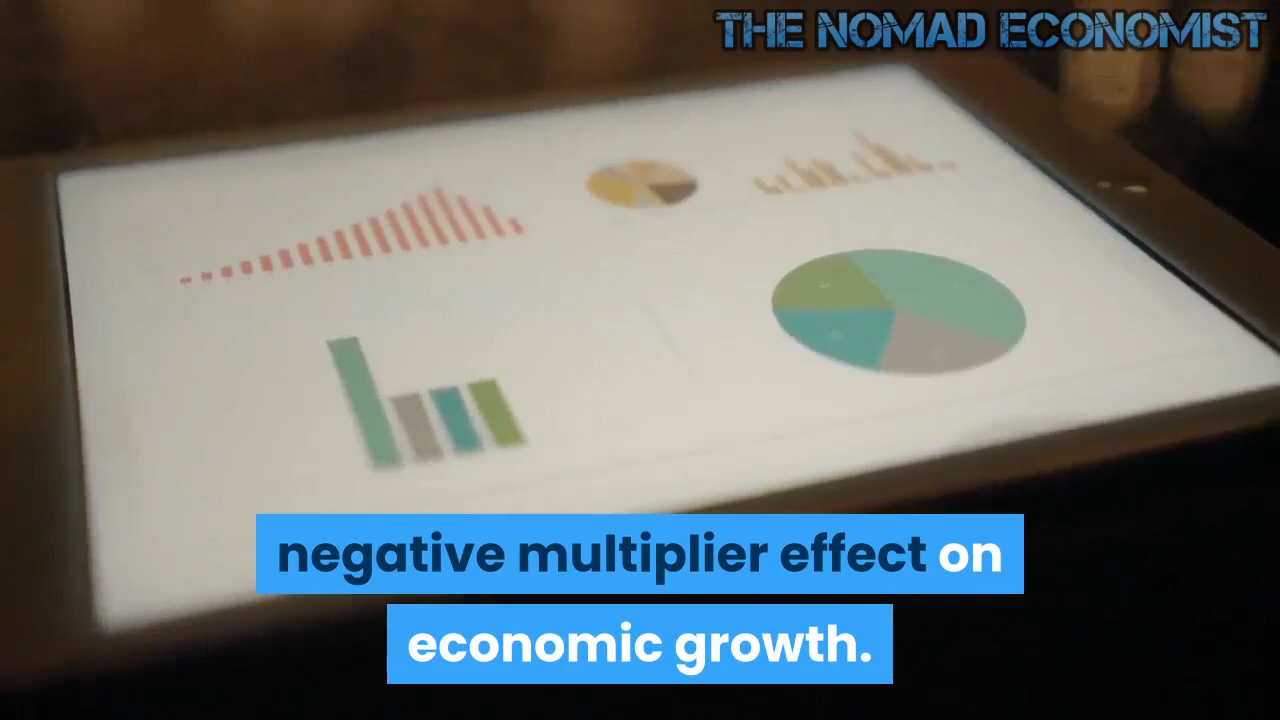 THE NOMAD ECONOMIST
negative multiplier effect on
economic growth.